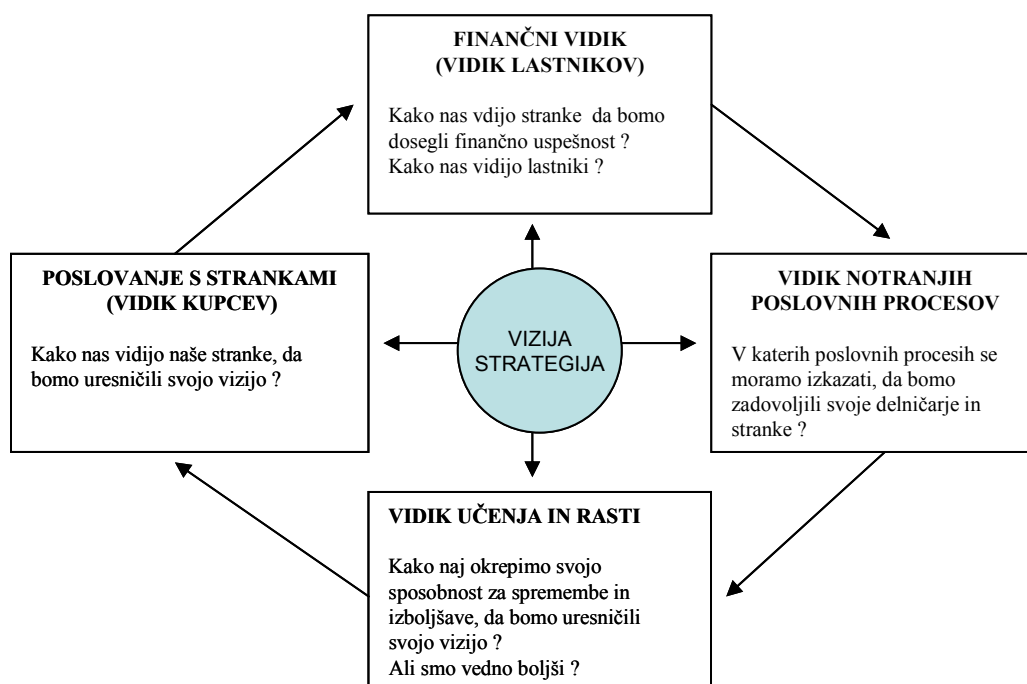 FINANČNI VIDIK
(VIDIK LASTNIKOV)
Kako nas vdijo stranke da bomo
dosegli finančno uspešnost ?
Kako nas vidijo lastniki ?
POSLOVANJE S STRANKAMI
(VIDIK KUPCEV)
Kako nas vidijo naše stranke, da
bomo uresničili svojo vizijo ?
VIZIJA
STRATEGIJA
VIDIK NOTRANJIH
POSLOVNIH PROCESOV
V katerih poslovnih procesih se
moramo izkazati, da bomo
zadovoljili svoje delničarje in
stranke ?
VIDIK UČENJA IN RASTI
Kako naj okrepimo svojo
sposobnost za spremembe in
izboljšave, da bomo uresničili
svojo vizijo ?
Ali smo vedno boljši ?